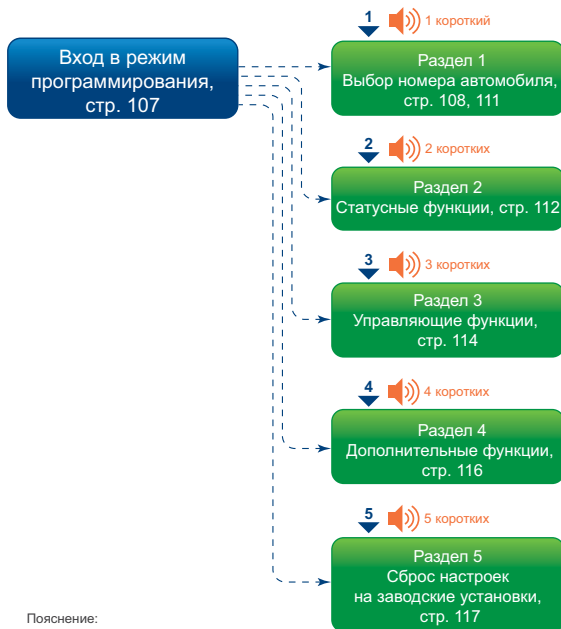 Вход в режим
программирования,
стр. 107
1 1 короткий
Раздел 1
Выбор номера автомобиля,
стр. 108, 111
2 2 коротких
Раздел 2
Статусные функции, стр. 112
3 3 коротких
Раздел 3
Управляющие функции,
стр. 114
4 4 коротких
Раздел 4
Дополнительные функции,
стр. 116
5 5 коротких
Раздел 5
Сброс настроек
на заводские установки,
стр. 117
Пояснение: